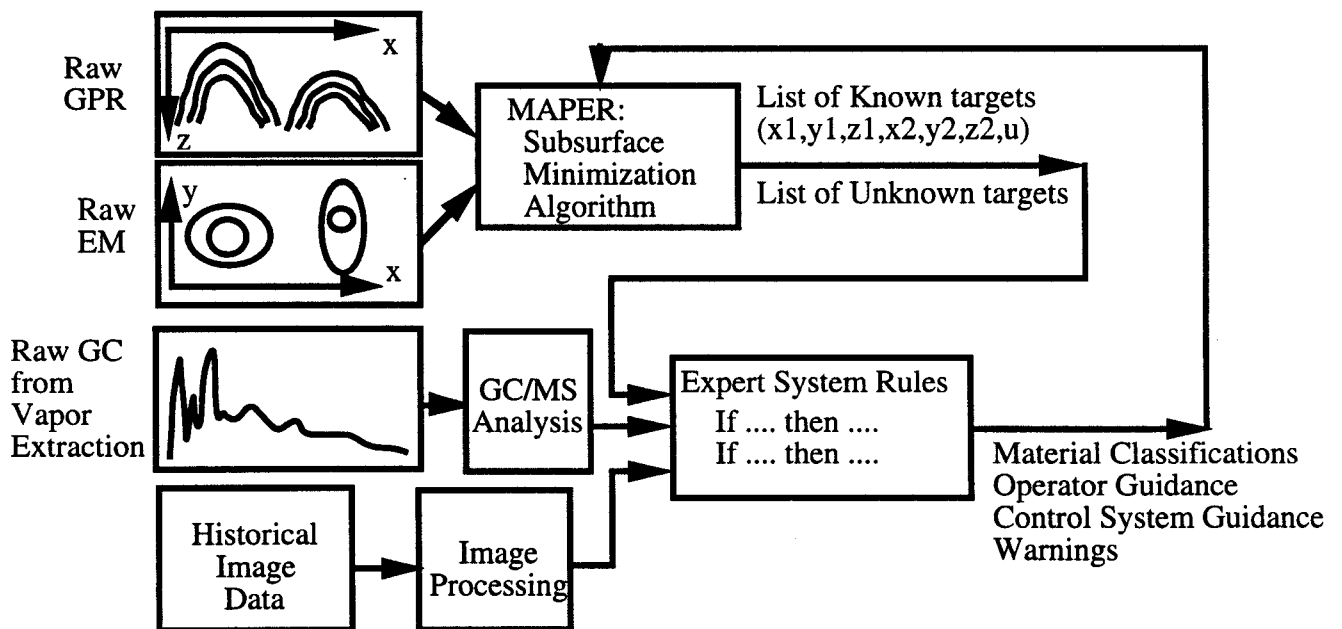 Raw
GPR
x
z
Raw
EM
y
x
MAPER:
Subsurface
Minimization
Algorithm
List of Known targets
(x1,y1,z1,x2,y2,z2,u)
List of Unknown targets
Raw GC
from
Vapor
Extraction
GC/MS
Analysis
Expert System Rules
If .... then ....
If .... then ....
Material Classifications
Operator Guidance
Control System Guidance
Warnings
Historical
Image
Data
Image
Processing